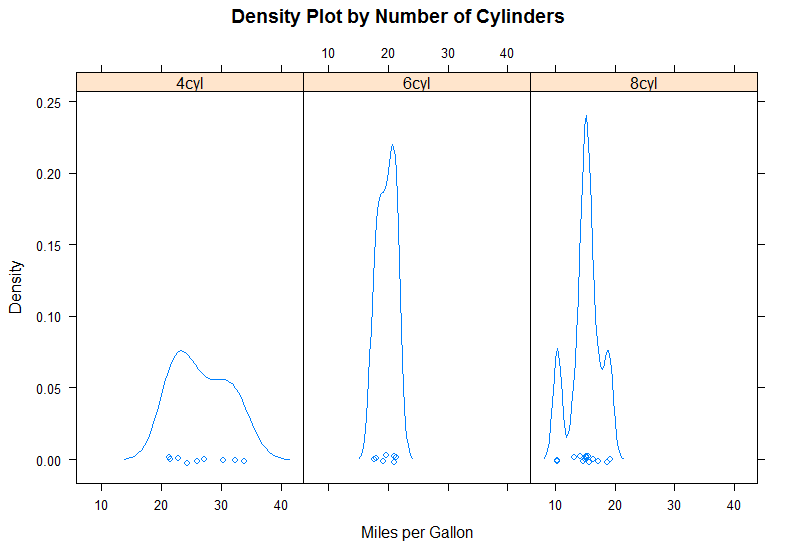 Density Plot by Number of Cylinders
10 20 30 40
4cyl 6cyl 8cyl
0.25
0.20
0.15
0.10
0.05
0.00
Density
10 20 30 40 10 20 30 40
Miles per Gallon